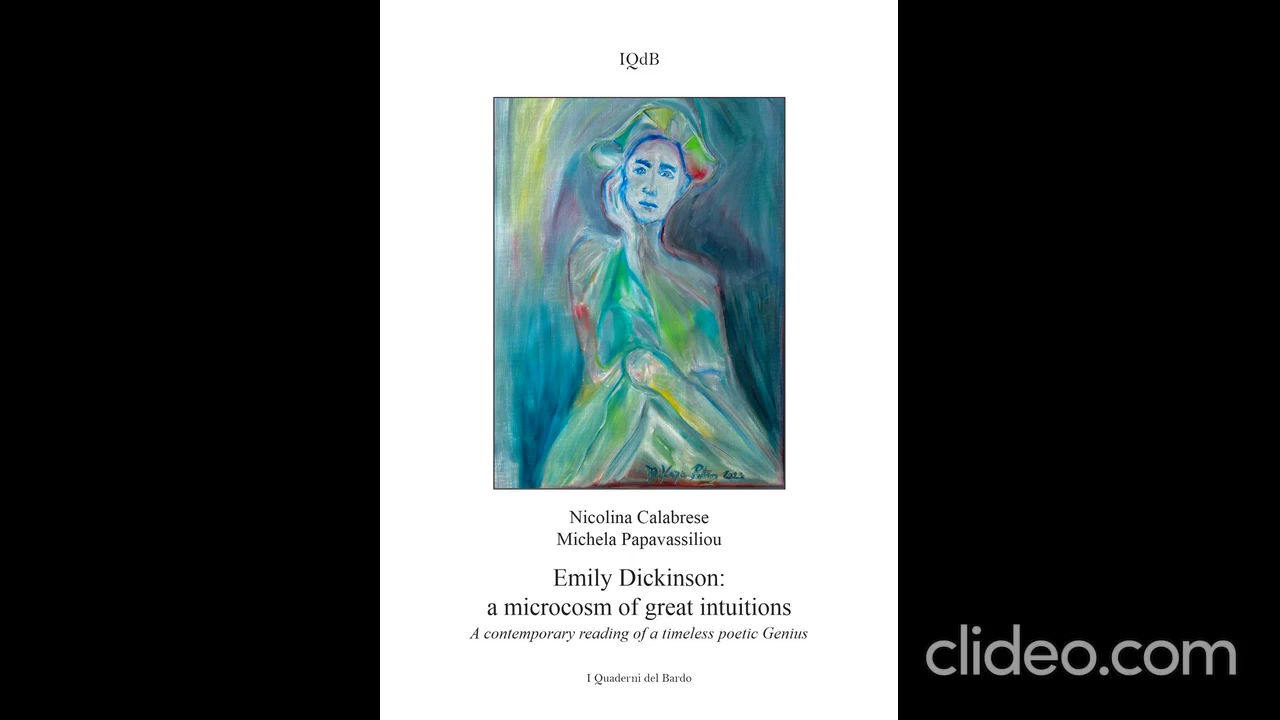 IQdB
Nicolina Calabrese
Michela Papavassiliou
Emily Dickinson:
a microcosm of great intuitions
A contemporary reading of a timeless poetic Genius
I Quaderni del Bardo
clideo.com